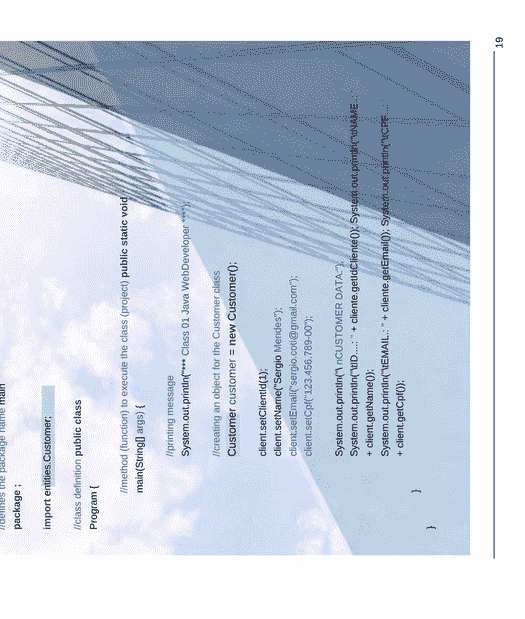 //defines the package name main
package ;
import entities.Customer;
//class definition public class
Program {
//method (function) to execute the class (project) public static void
main(String[] args) {
//printing message
System.out.println("*** Class 01 Java WebDeveloper ***");
//creating an object for the Customer class
Customer customer = new Customer();
client.setClientId(1);
client.setName("Sergio Mendes");
client.setEmail("sergio.coti@gmail.com");
client.setCpf("123.456.789-00");
System.out.println("\ nCUSTOMER DATA:");
System.out.println("\tID...: " + cliente.getIdCliente()); System.out.println("\tNAME..:
+ client.getName());
System.out.println("\tEMAIL.: " + cliente.getEmail()); System.out.println("\tCPF...:
+ client.getCpf());
}
}
19